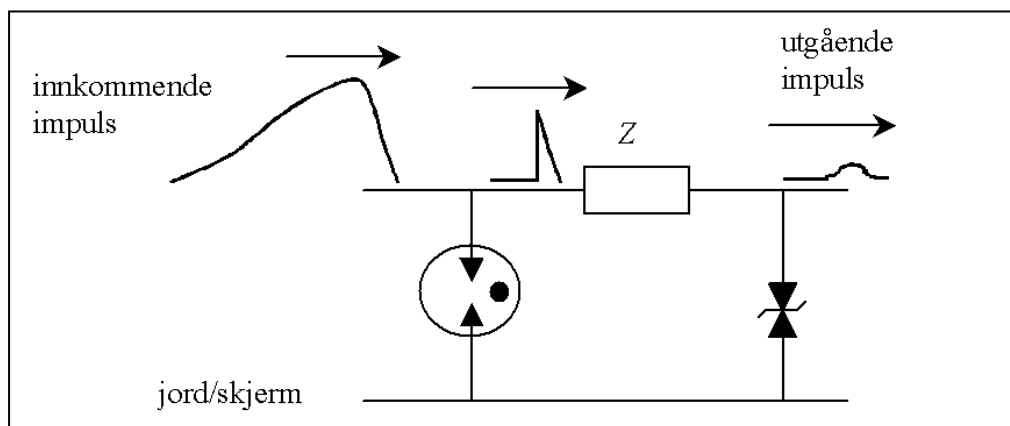 innkommende
impuls
utgående
impuls
Z
jord/skjerm